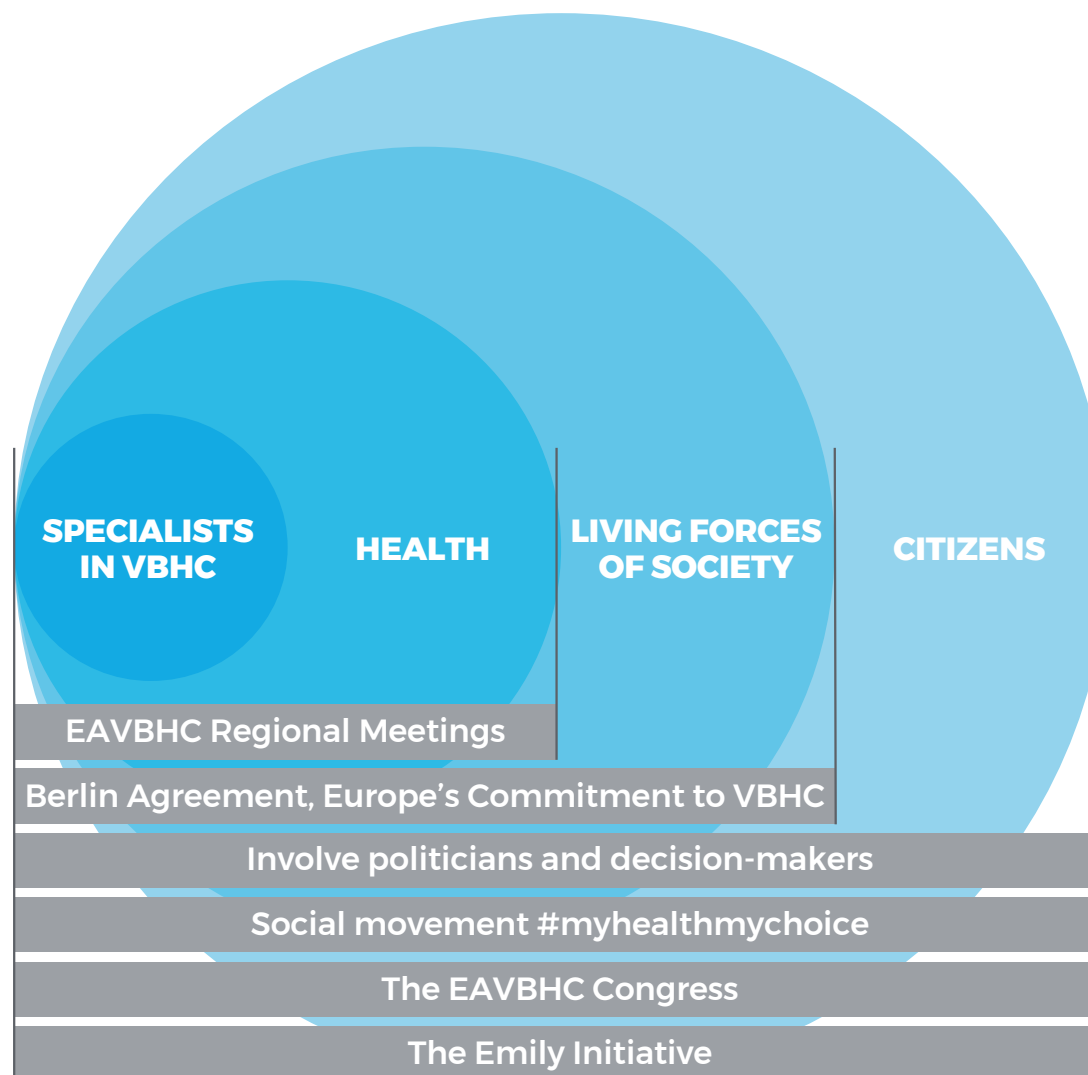 SPECIALISTS
IN VBHC
HEALTH
LIVING FORCES
OF SOCIETY
CITIZENS
EAVBHC Regional Meetings
Berlin Agreement, Europe’s Commitment to VBHC
Involve politicians and decision-makers
Social movement #myhealthmychoice
The EAVBHC Congress
The Emily Initiative